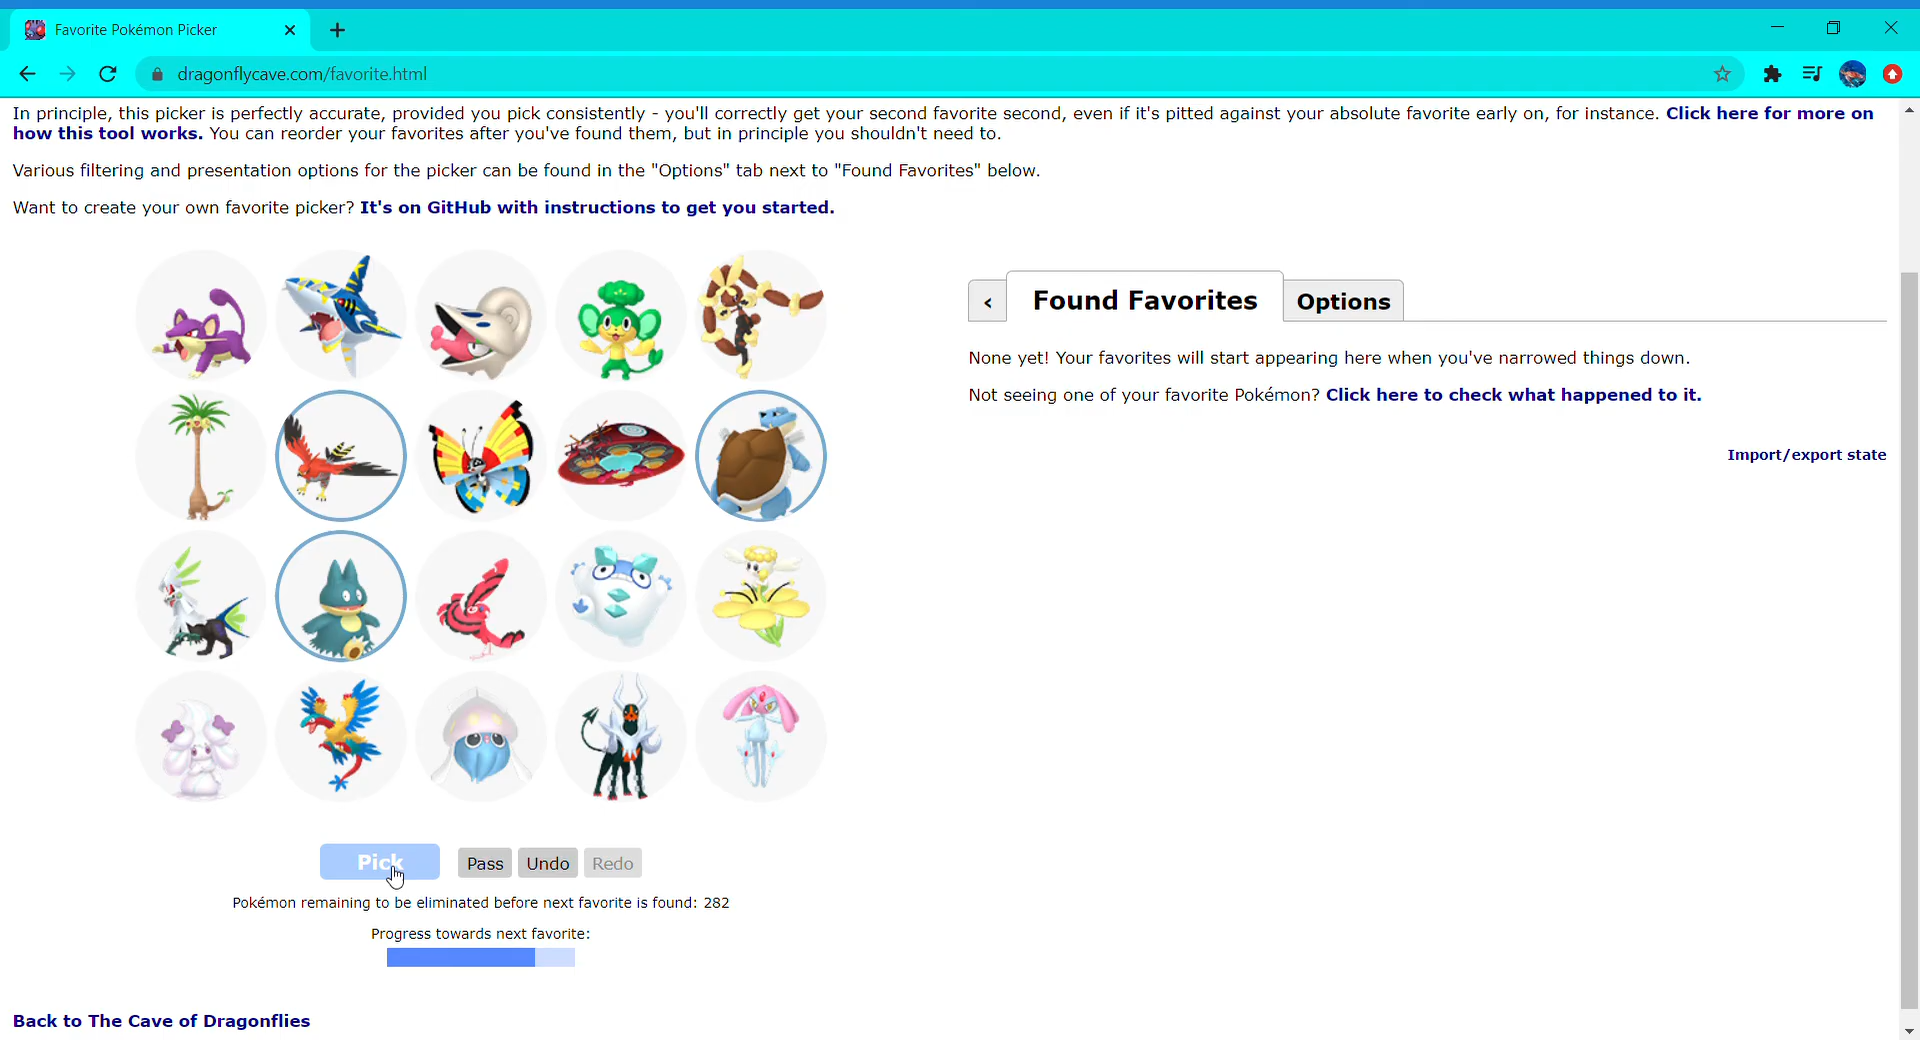 Favorite Pokémon Picker
dragonflycave.com/favorite.html
In principle, this picker is perfectly accurate, provided you pick consistently - you'll correctly get your second favorite second, even if it's pitted against your absolute favorite early on, for instance. Click here for more on
how this tool works. You can reorder your favorites after you've found them, but in principle you shouldn't need to.
Various filtering and presentation options for the picker can be found in the "Options" tab next to "Found Favorites" below.
Want to create your own favorite picker? It's on GitHub with instructions to get you started.
‹ Found Favorites Options
None yet! Your favorites will start appearing here when you've narrowed things down.
Not seeing one of your favorite Pokémon? Click here to check what happened to it.
Import/export state
Pick Pass Undo Redo
Pokémon remaining to be eliminated before next favorite is found: 282
Progress towards next favorite:
Back to The Cave of Dragonflies